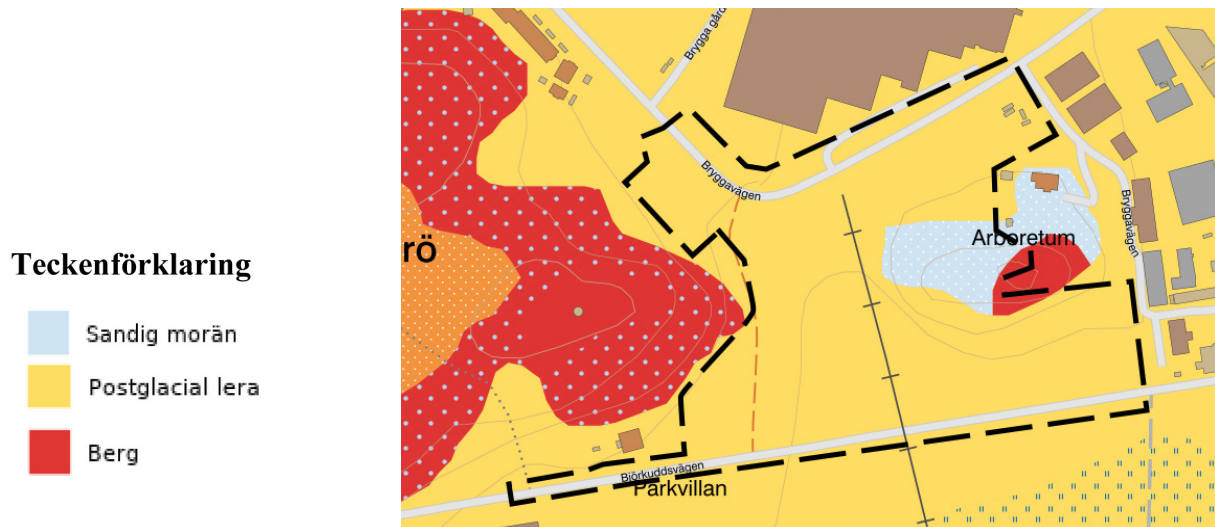 Teckenförklaring
Sandig morän
Postglacial lera
Berg
Brygga gård
Bryggavägen
rö
Arboretum
Bryggavägen
Björkuddsvägen
Parkvillan